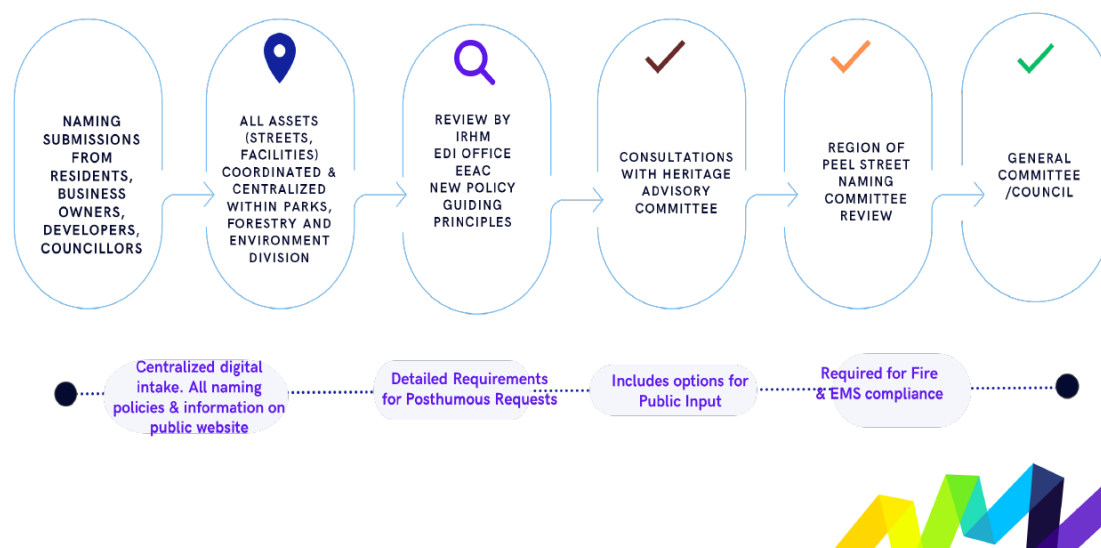 NAMING
SUBMISSIONS
FROM
RESIDENTS,
BUSINESS
OWNERS,
DEVELOPERS,
COUNCILLORS
ALL ASSETS
(STREETS,
FACILITIES)
COORDINATED &
CENTRALIZED
WITHIN PARKS,
FORESTRY AND
ENVIRONMENT
DIVISION
REVIEW BY
IRHM
EDI OFFICE
EEAC
NEW POLICY
GUIDING
PRINCIPLES
CONSULTATIONS
WITH HERITAGE
ADVISORY
COMMITTEE
REGION OF
PEEL STREET
NAMING
COMMITTEE
REVIEW
GENERAL
COMMITTEE
/COUNCIL
Centralized digital
intake. All naming
policies & information on
public website
Detailed Requirements
for Posthumous Requests
Includes options for
Public Input
Required for Fire
& EMS compliance